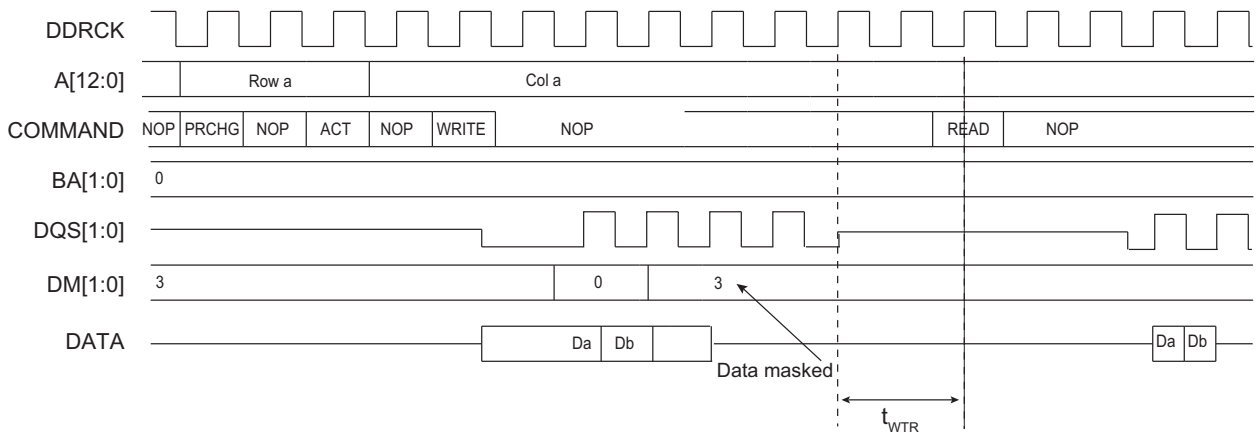 DDRCK
A[12:0] Row a Col a
COMMAND NOP PRCHG NOP ACT NOP WRITE NOP READ NOP
BA[1:0] 0
DQS[1:0]
DM[1:0] 3 0 3
DATA Da Db Da Db
Data masked
tWTR